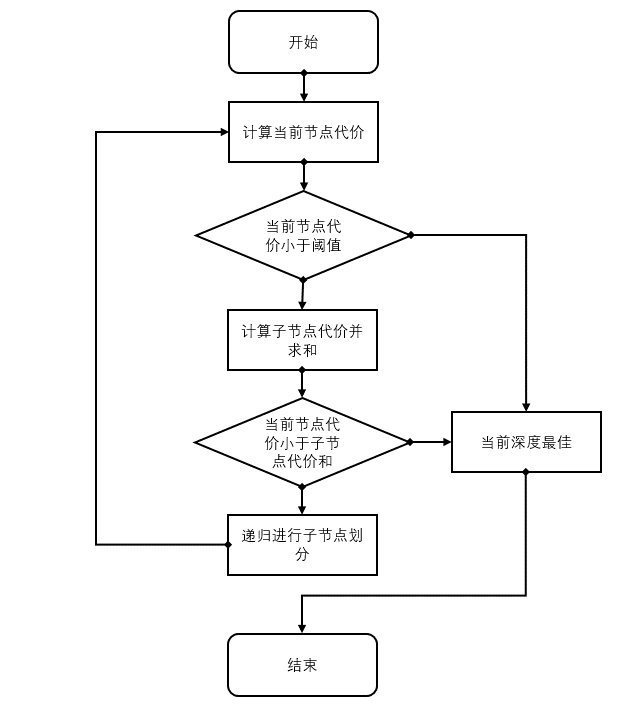 开始
计算当前节点代价
当前节点代
价小于阈值
计算子节点代价并
求和
当前节点代
价小于子节
点代价和
当前深度最佳
递归进行子节点划
分
结束